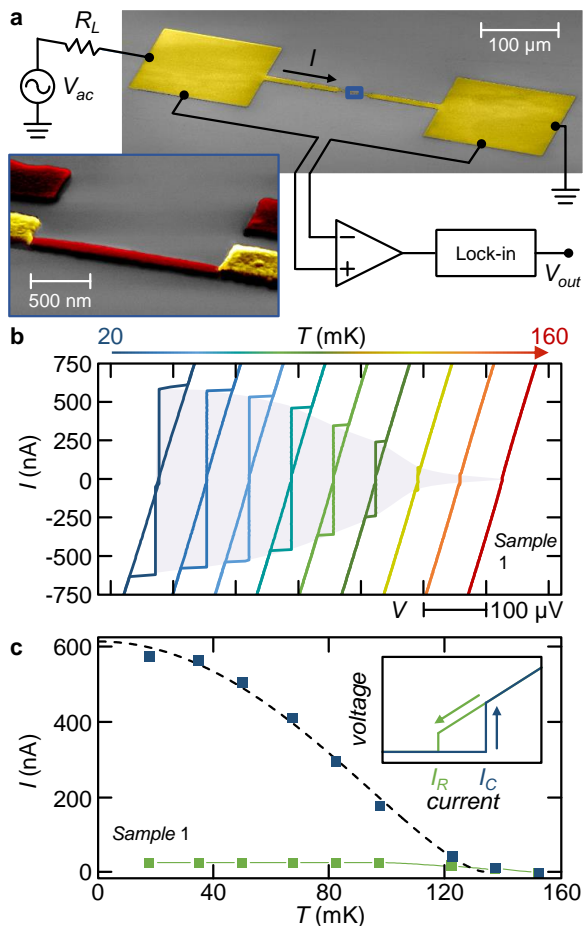 a
R_L
V_ac
I
100 µm
500 nm
−
+
Lock-in
V_out
b
20
T (mK)
160
750
500
250
0
-250
-500
-750
I (nA)
Sample
1
V
100 µV
c
600
400
200
0
I (nA)
voltage
I_R
I_C
current
Sample 1
0
40
80
120
160
T (mK)